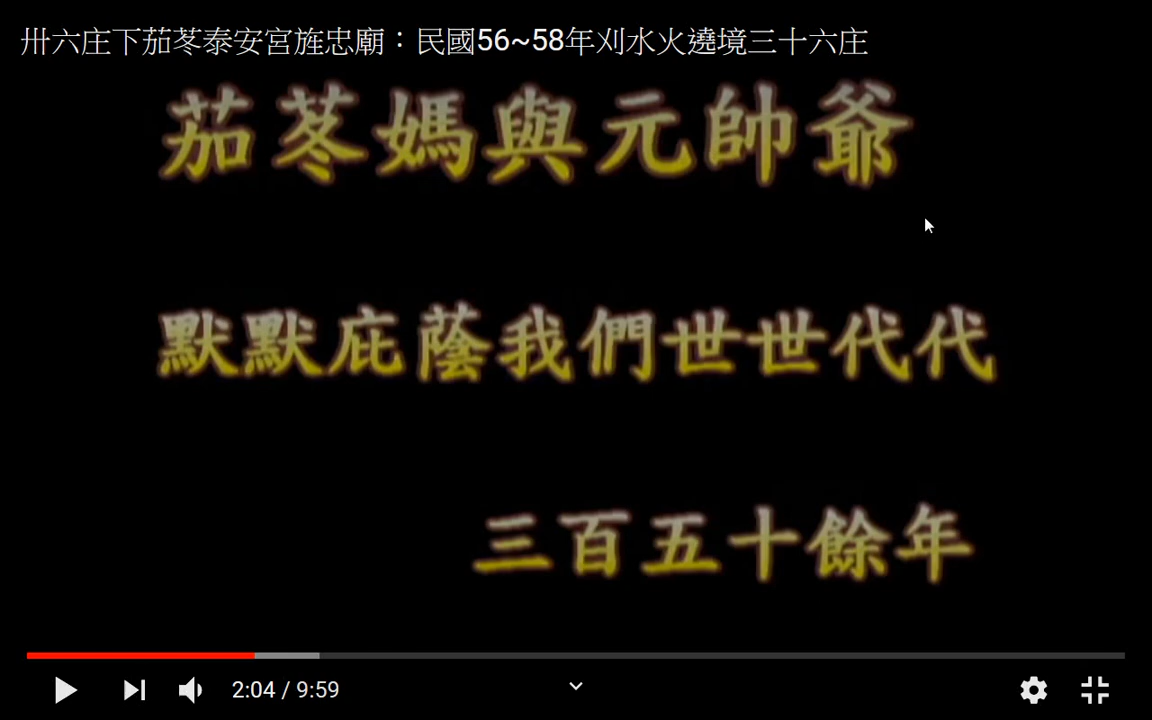 卅六庄下茄苳泰安宮旌忠廟：民國56~58年刈水火遶境三十六庄
茄苳媽與元帥爺
默默庇蔭我們世世代代
三百五十餘年
2:04 / 9:59